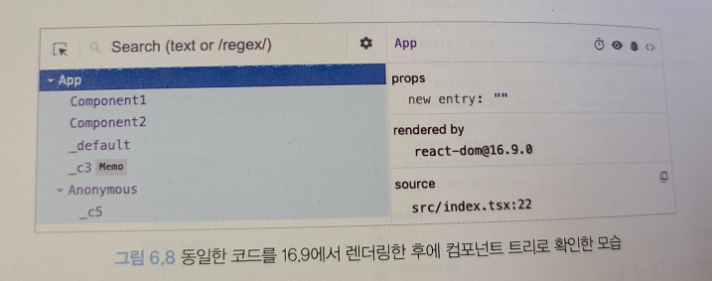 Search (text or /regex/)
App
App
Component1
Component2
_default
_c3 Memo
Anonymous
_c5
props
new entry: ""
rendered by
react-dom@16.9.0
source
src/index.tsx:22
그림 6.8 동일한 코드를 16.9에서 렌더링한 후에 컴포넌트 트리로 확인한 모습